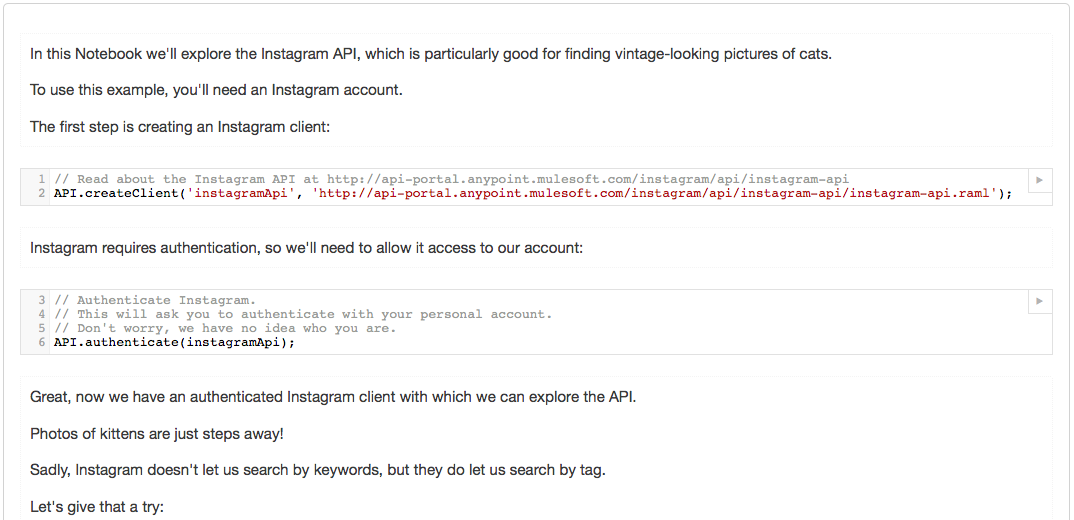 In this Notebook we'll explore the Instagram API, which is particularly good for finding vintage-looking pictures of cats.
To use this example, you'll need an Instagram account.
The first step is creating an Instagram client:
1 // Read about the Instagram API at http://api-portal.anypoint.mulesoft.com/instagram/api/instagram-api
2 API.createClient('instagramApi', 'http://api-portal.anypoint.mulesoft.com/instagram/api/instagram-api/instagram-api.raml');
Instagram requires authentication, so we'll need to allow it access to our account:
3 // Authenticate Instagram.
4 // This will ask you to authenticate with your personal account.
5 // Don't worry, we have no idea who you are.
6 API.authenticate(instagramApi);
Great, now we have an authenticated Instagram client with which we can explore the API.
Photos of kittens are just steps away!
Sadly, Instagram doesn't let us search by keywords, but they do let us search by tag.
Let's give that a try: